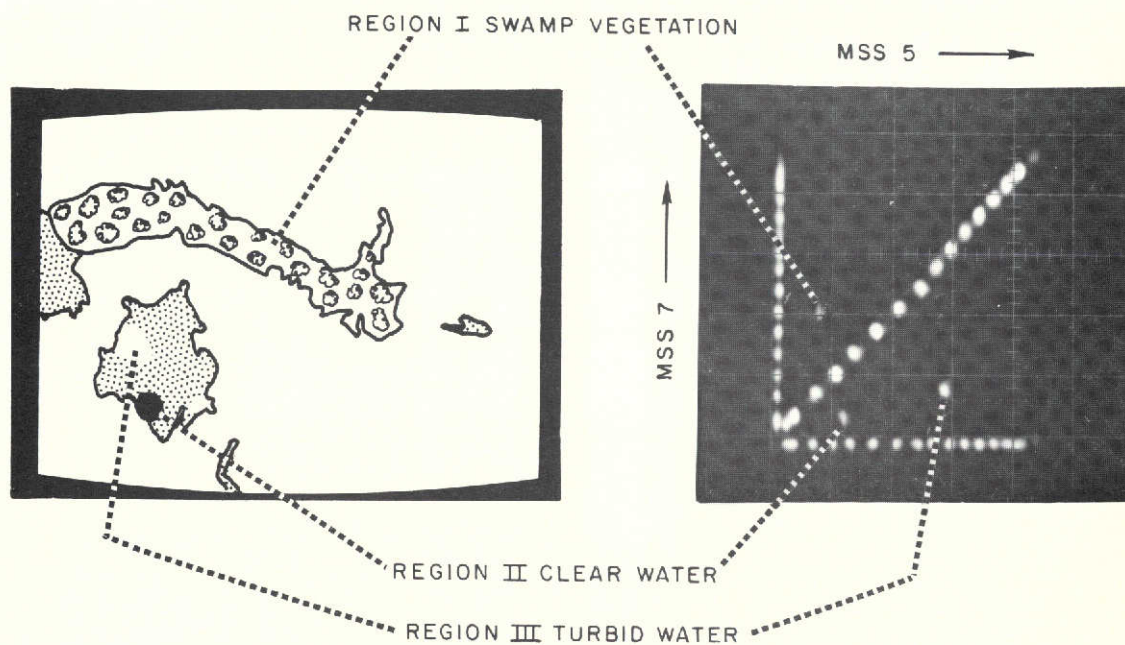 REGION I SWAMP VEGETATION
MSS 5
MSS 7
REGION II CLEAR WATER
REGION III TURBID WATER